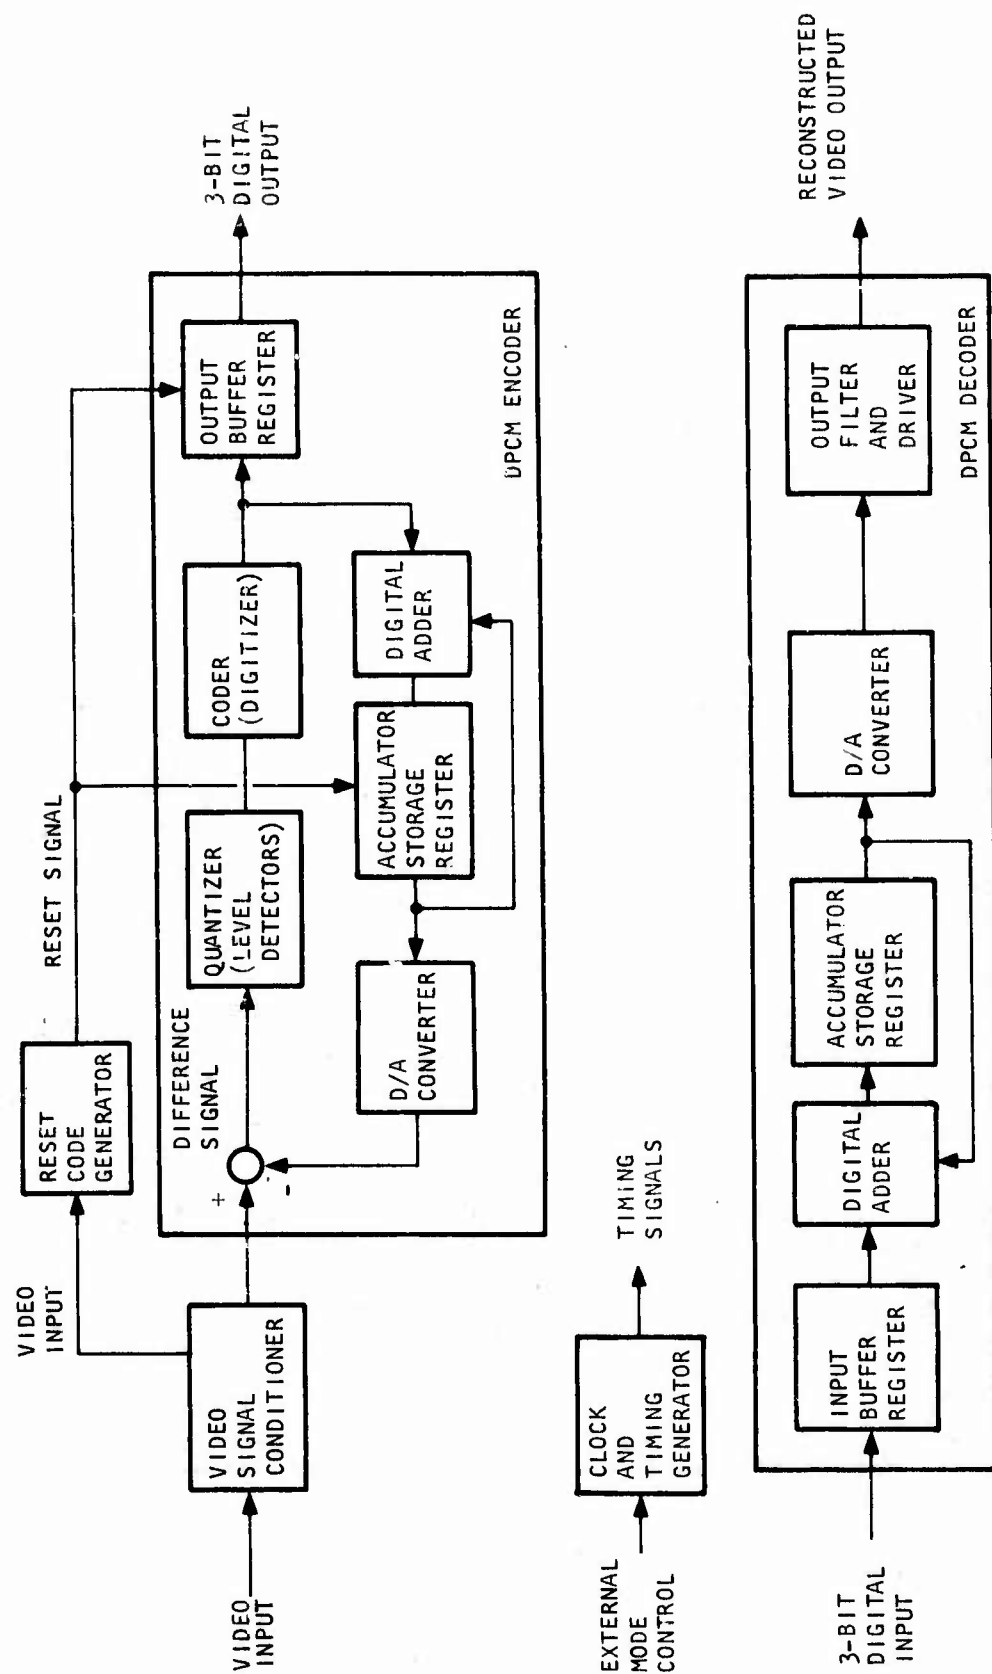 VIDEO
INPUT
VIDEO
SIGNAL
CONDITIONER
VIDEO
INPUT
RESET
CODE
GENERATOR
RESET SIGNAL
+
-
DIFFERENCE
SIGNAL
QUANTIZER
(LEVEL
DETECTORS)
CODER
(DIGITIZER)
OUTPUT
BUFFER
REGISTER
3-BIT
DIGITAL
OUTPUT
D/A
CONVERTER
ACCUMULATOR
STORAGE
REGISTER
DIGITAL
ADDER
DPCM ENCODER
EXTERNAL
MODE
CONTROL
CLOCK
AND
TIMING
GENERATOR
TIMING
SIGNALS
3-BIT
DIGITAL
INPUT
INPUT
BUFFER
REGISTER
DIGITAL
ADDER
ACCUMULATOR
STORAGE
REGISTER
D/A
CONVERTER
OUTPUT
FILTER
AND
DRIVER
DPCM DECODER
RECONSTRUCTED
VIDEO OUTPUT